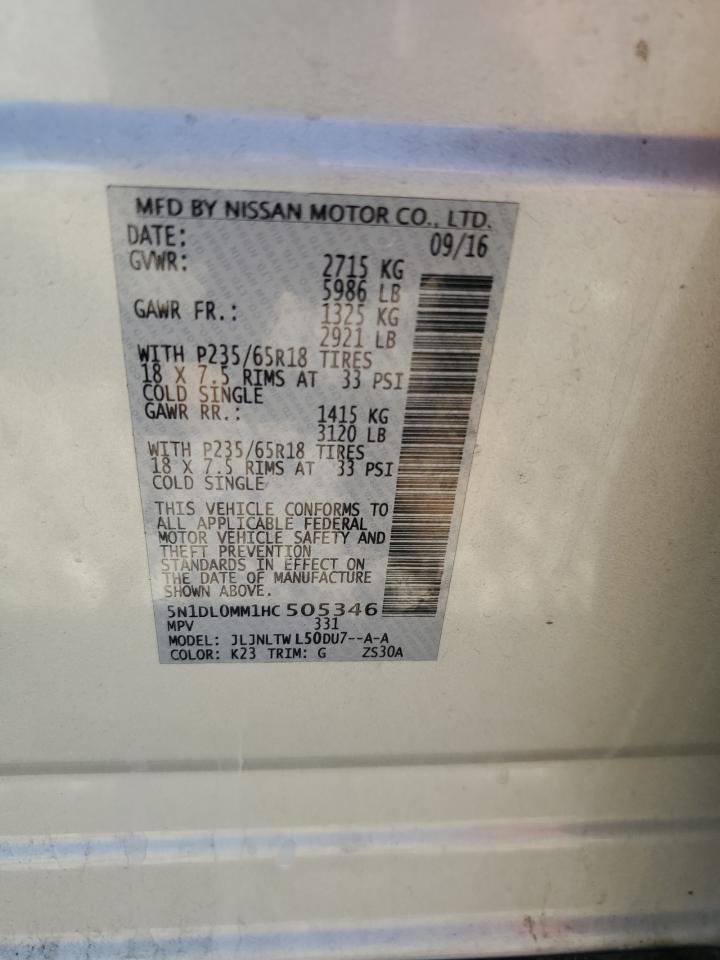 MFD BY NISSAN MOTOR CO., LTD.
DATE: 09/16
GVWR: 2715 KG
5986 LB
GAWR FR.: 1325 KG
2921 LB
WITH P235/65R18 TIRES
18 X 7.5 RIMS AT 33 PSI
COLD SINGLE
GAWR RR.: 1415 KG
3120 LB
WITH P235/65R18 TIRES
18 X 7.5 RIMS AT 33 PSI
COLD SINGLE
THIS VEHICLE CONFORMS TO
ALL APPLICABLE FEDERAL
MOTOR VEHICLE SAFETY AND
THEFT PREVENTION
STANDARDS IN EFFECT ON
THE DATE OF MANUFACTURE
SHOWN ABOVE.
5N1DL0MM1HC505346
MPV 331
MODEL: JLJNLTWL50DU7--A-A
COLOR: K23 TRIM: G ZS30A